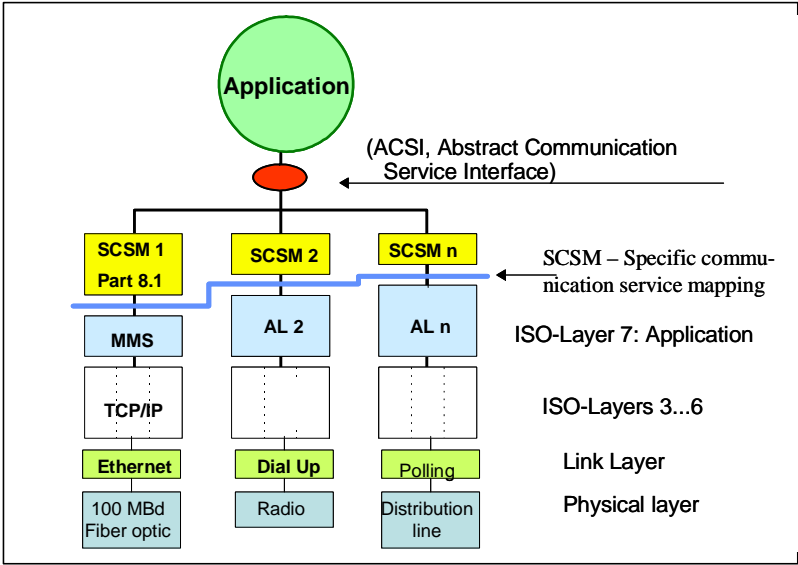 Application
(ACSI, Abstract Communication
Service Interface)
SCSM 1
Part 8.1
SCSM 2
SCSM n
SCSM – Specific commu-
nication service mapping
MMS
AL 2
AL n
ISO-Layer 7: Application
TCP/IP
ISO-Layers 3...6
Ethernet
Dial Up
Polling
Link Layer
100 MBd
Fiber optic
Radio
Distribution
line
Physical layer